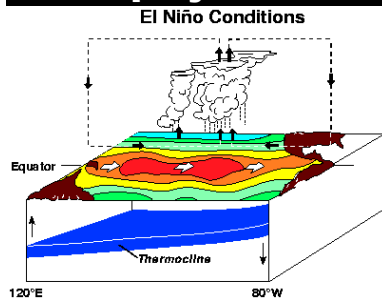 El Niño Conditions
Equator
Thermocline
120°E
80°W